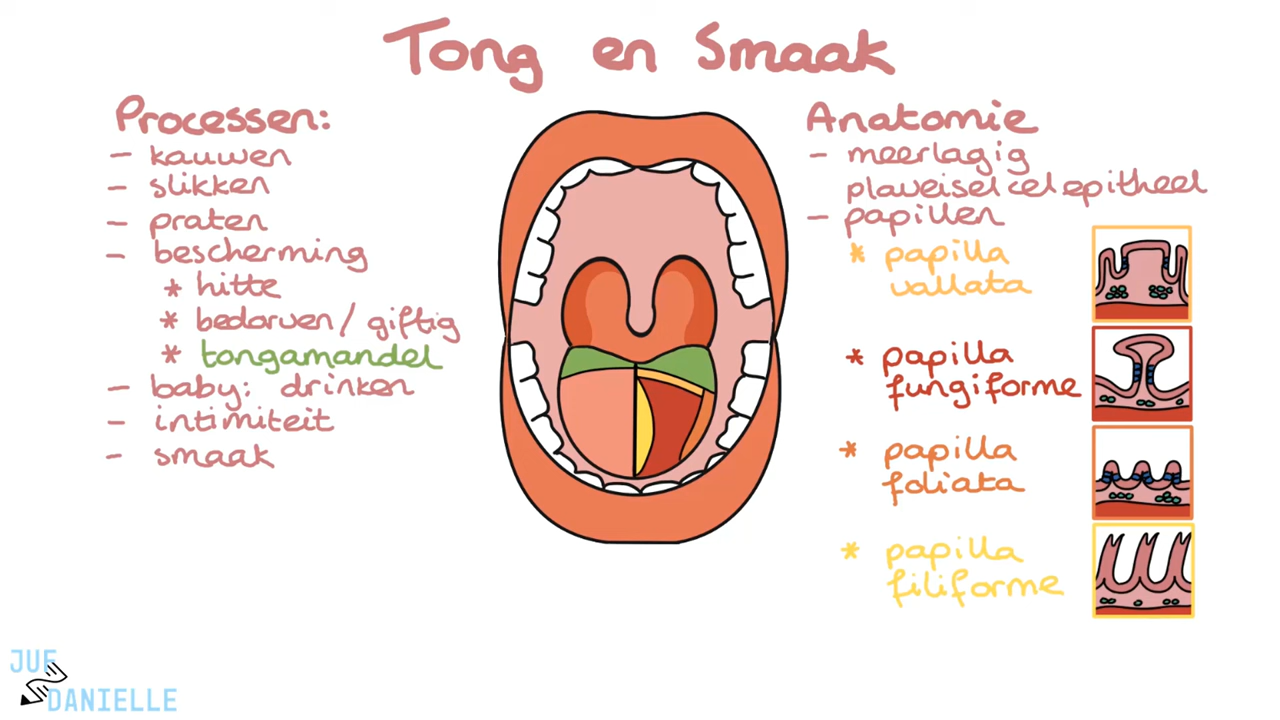 Tong en Smaak
Processen:
- kauwen
- slikken
- praten
- bescherming
* hitte
* bedorven / giftig
* tongamandel
- baby: drinken
- intimiteit
- smaak
Anatomie
- meerlagig
plaveiselcelepitheel
- papillen
* papilla
vallata
* papilla
fungiforme
* papilla
foliata
* papilla
filiforme
JUF
DANIELLE